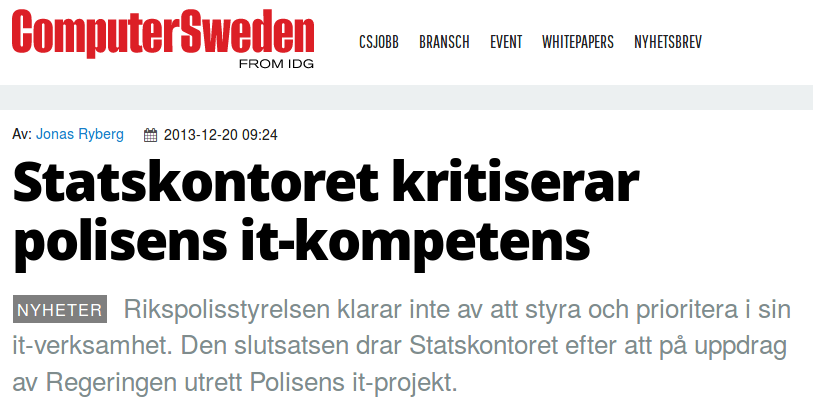 ComputerSweden
FROM IDG
CSJOBB BRANSCH EVENT WHITEPAPERS NYHETSBREV
Av: Jonas Ryberg 2013-12-20 09:24
Statskontoret kritiserar
polisens it-kompetens
NYHETER Rikspolisstyrelsen klarar inte av att styra och prioritera i sin
it-verksamhet. Den slutsatsen drar Statskontoret efter att på uppdrag
av Regeringen utrett Polisens it-projekt.